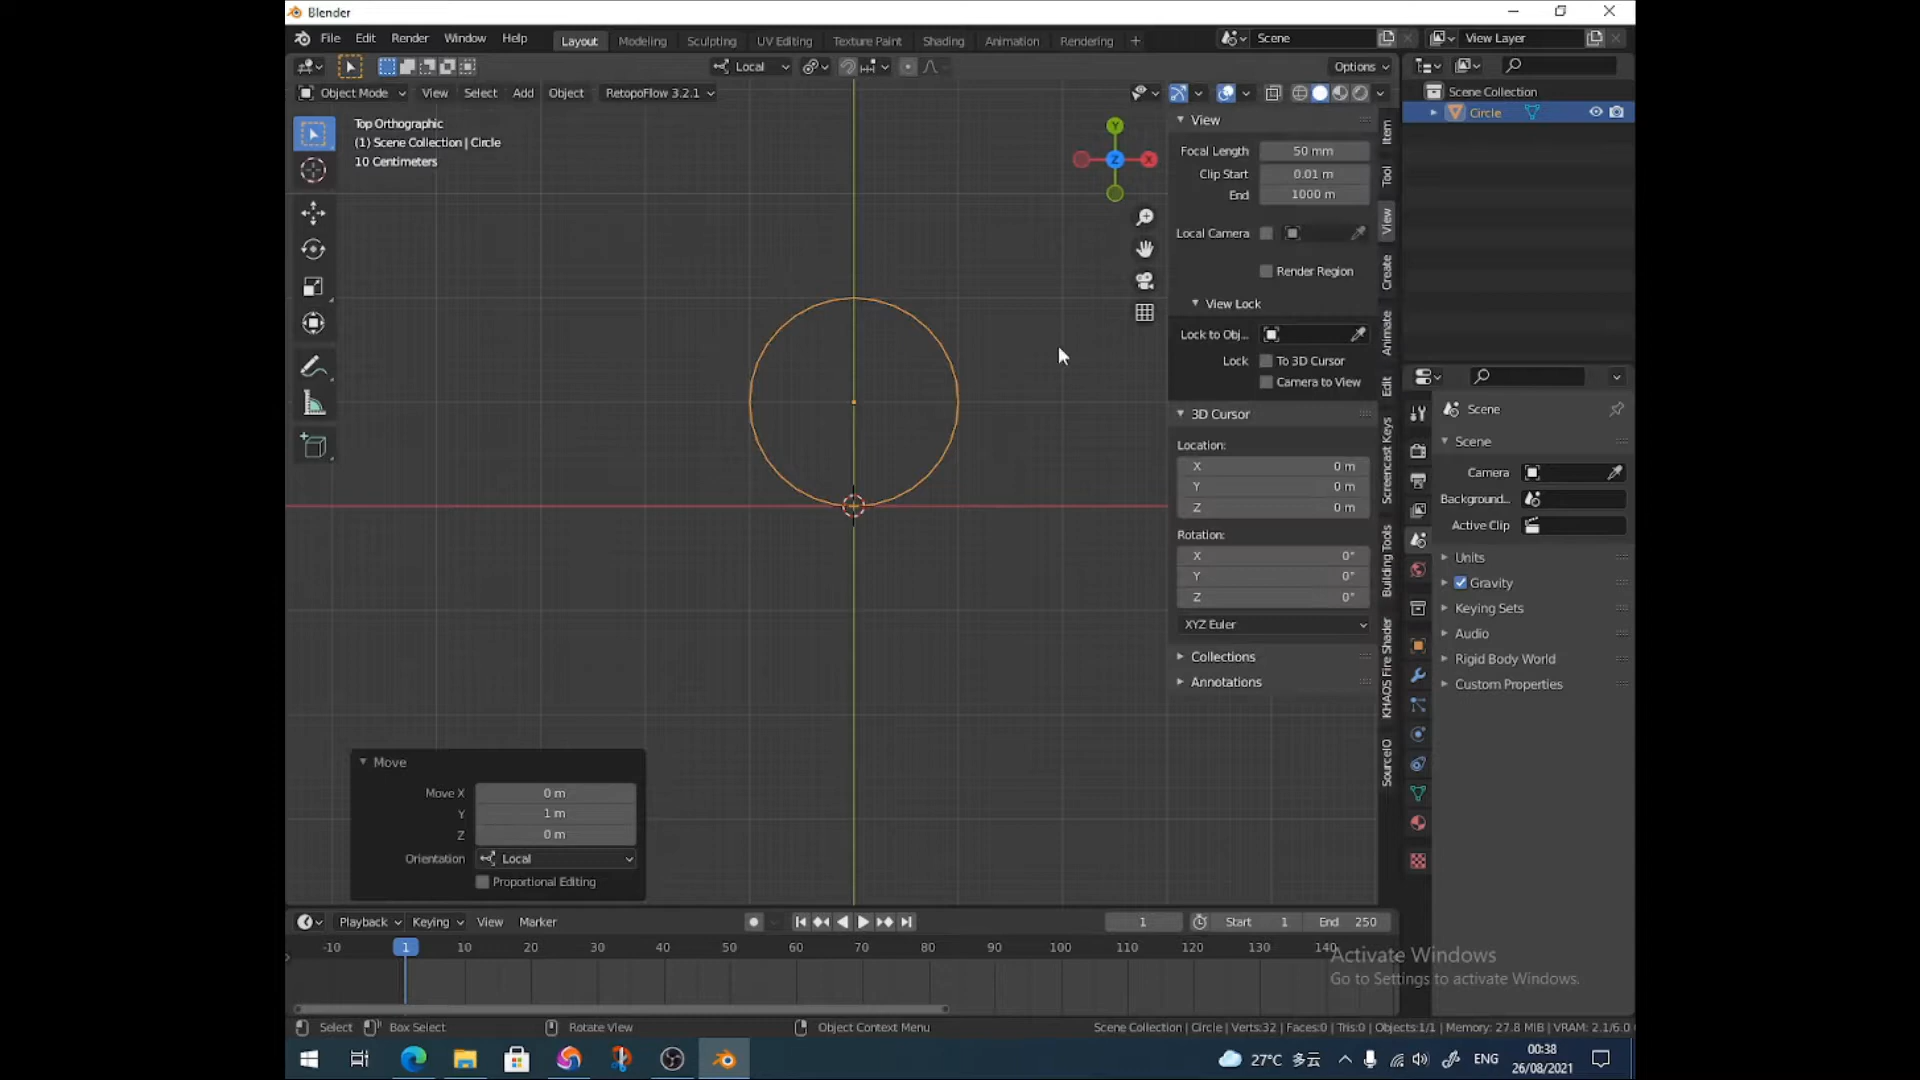 Blender
File Edit Render Window Help Layout Modeling Sculpting UV Editing Texture Paint Shading Animation Rendering + Scene View Layer
Local Options
Object Mode View Select Add Object RetopoFlow 3.2.1
Scene Collection
Circle
Top Orthographic
(1) Scene Collection | Circle
10 Centimeters
Y
Z X
View
Focal Length 50 mm
Clip Start 0.01 m
End 1000 m
Local Camera
Render Region
View Lock
Lock to Obj...
Lock To 3D Cursor
Camera to View
3D Cursor
Location:
X 0 m
Y 0 m
Z 0 m
Rotation:
X 0°
Y 0°
Z 0°
XYZ Euler
Collections
Annotations
Item
Tool
View
Create
Animate
Edit
Screencast Keys
Building Tools
KHAOS Fire Shader
SourceIO
Scene
Scene
Camera
Background...
Active Clip
Units
Gravity
Keying Sets
Audio
Rigid Body World
Custom Properties
Move
Move X 0 m
Y 1 m
Z 0 m
Orientation Local
Proportional Editing
Playback Keying View Marker 1 Start 1 End 250
-10 1 10 20 30 40 50 60 70 80 90 100 110 120 130 140
Activate Windows
Go to Settings to activate Windows.
Select Box Select Rotate View Object Context Menu Scene Collection | Circle | Verts:32 | Faces:0 | Tris:0 | Objects:1/1 | Memory: 27.8 MiB | VRAM: 2.1/6.0
27°C 多云 ENG 00:38
26/08/2021